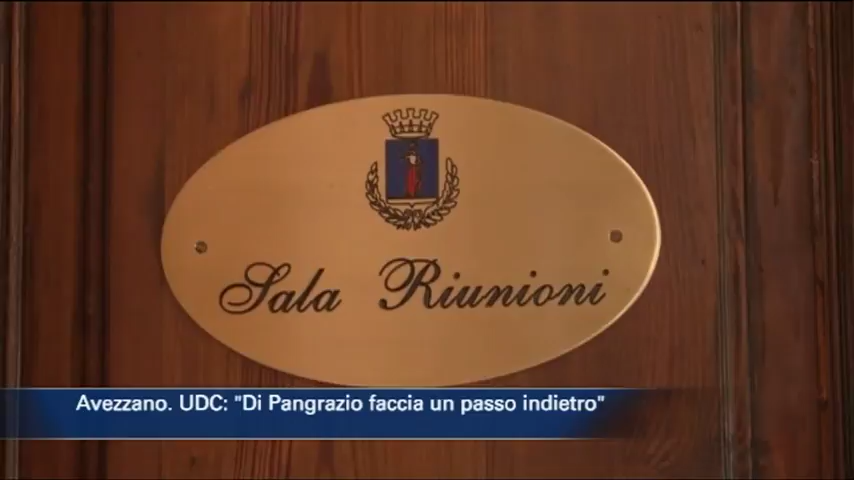 Sala Riunioni
Avezzano. UDC: "Di Pangrazio faccia un passo indietro"